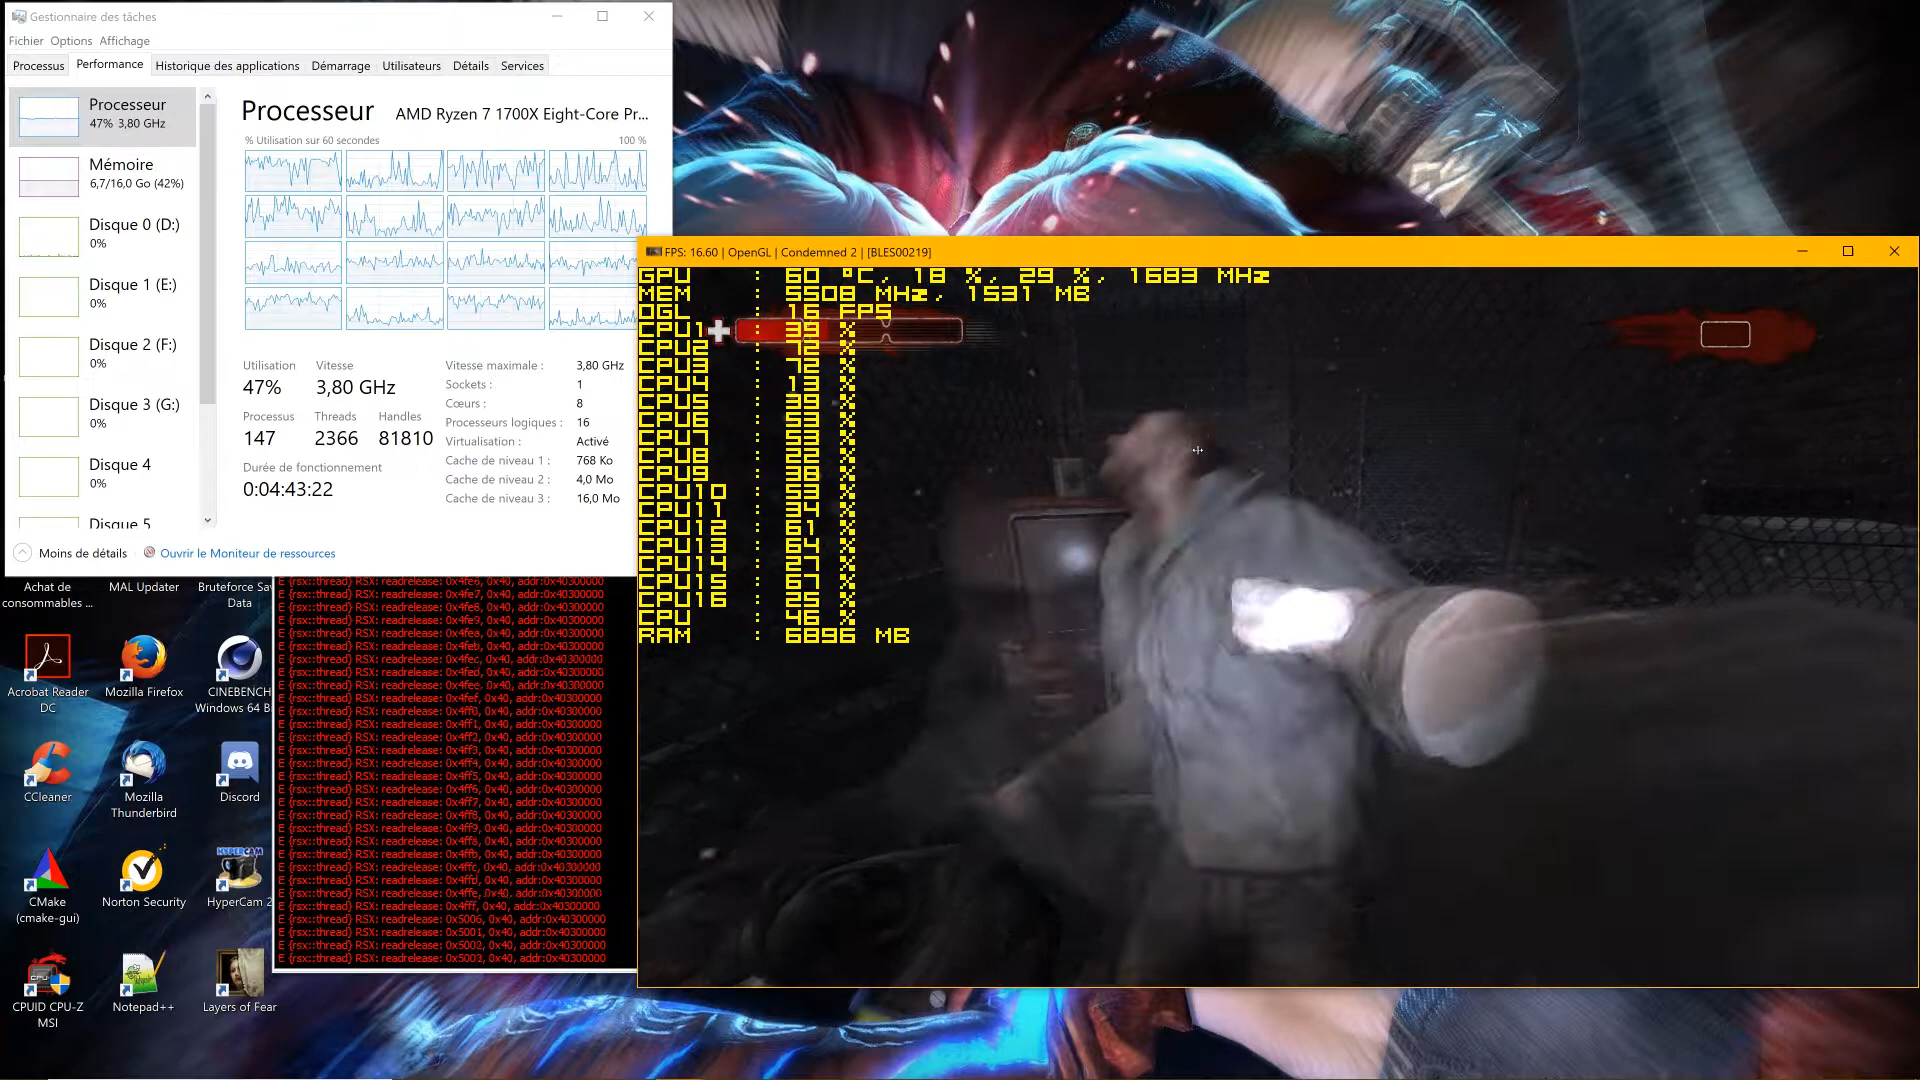 Gestionnaire des tâches
Fichier Options Affichage
Processus Performance Historique des applications Démarrage Utilisateurs Détails Services
Processeur
47% 3,80 GHz
Mémoire
6,7/16,0 Go (42%)
Disque 0 (D:)
0%
Disque 1 (E:)
0%
Disque 2 (F:)
0%
Disque 3 (G:)
0%
Disque 4
0%
Disque 5
Processeur AMD Ryzen 7 1700X Eight-Core Pr...
% Utilisation sur 60 secondes 100 %
Utilisation Vitesse
47% 3,80 GHz
Processus Threads Handles
147 2366 81810
Durée de fonctionnement
0:04:43:22
Vitesse maximale : 3,80 GHz
Sockets : 1
Cœurs : 8
Processeurs logiques : 16
Virtualisation : Activé
Cache de niveau 1 : 768 Ko
Cache de niveau 2 : 4,0 Mo
Cache de niveau 3 : 16,0 Mo
Moins de détails Ouvrir le Moniteur de ressources
FPS: 16.60 | OpenGL | Condemned 2 | [BLES00219]
GPU : 60 °C, 18 %, 29 %, 1683 MHz
MEM : 5508 MHz, 1531 MB
OGL : 16 FPS
CPU1 : 39 %
CPU2 : 72 %
CPU3 : 72 %
CPU4 : 13 %
CPU5 : 39 %
CPU6 : 53 %
CPU7 : 53 %
CPU8 : 22 %
CPU9 : 38 %
CPU10 : 53 %
CPU11 : 34 %
CPU12 : 61 %
CPU13 : 64 %
CPU14 : 27 %
CPU15 : 67 %
CPU16 : 25 %
CPU : 46 %
RAM : 6896 MB
E {rsx::thread} RSX: readrelease: 0x4fe6, 0x40, addr:0x40300000
E {rsx::thread} RSX: readrelease: 0x4fe7, 0x40, addr:0x40300000
E {rsx::thread} RSX: readrelease: 0x4fe8, 0x40, addr:0x40300000
E {rsx::thread} RSX: readrelease: 0x4fe9, 0x40, addr:0x40300000
E {rsx::thread} RSX: readrelease: 0x4fea, 0x40, addr:0x40300000
E {rsx::thread} RSX: readrelease: 0x4feb, 0x40, addr:0x40300000
E {rsx::thread} RSX: readrelease: 0x4fec, 0x40, addr:0x40300000
E {rsx::thread} RSX: readrelease: 0x4fed, 0x40, addr:0x40300000
E {rsx::thread} RSX: readrelease: 0x4fee, 0x40, addr:0x40300000
E {rsx::thread} RSX: readrelease: 0x4fef, 0x40, addr:0x40300000
E {rsx::thread} RSX: readrelease: 0x4ff0, 0x40, addr:0x40300000
E {rsx::thread} RSX: readrelease: 0x4ff1, 0x40, addr:0x40300000
E {rsx::thread} RSX: readrelease: 0x4ff2, 0x40, addr:0x40300000
E {rsx::thread} RSX: readrelease: 0x4ff3, 0x40, addr:0x40300000
E {rsx::thread} RSX: readrelease: 0x4ff4, 0x40, addr:0x40300000
E {rsx::thread} RSX: readrelease: 0x4ff5, 0x40, addr:0x40300000
E {rsx::thread} RSX: readrelease: 0x4ff6, 0x40, addr:0x40300000
E {rsx::thread} RSX: readrelease: 0x4ff7, 0x40, addr:0x40300000
E {rsx::thread} RSX: readrelease: 0x4ff8, 0x40, addr:0x40300000
E {rsx::thread} RSX: readrelease: 0x4ff9, 0x40, addr:0x40300000
E {rsx::thread} RSX: readrelease: 0x4ffa, 0x40, addr:0x40300000
E {rsx::thread} RSX: readrelease: 0x4ffb, 0x40, addr:0x40300000
E {rsx::thread} RSX: readrelease: 0x4ffc, 0x40, addr:0x40300000
E {rsx::thread} RSX: readrelease: 0x4ffd, 0x40, addr:0x40300000
E {rsx::thread} RSX: readrelease: 0x4ffe, 0x40, addr:0x40300000
E {rsx::thread} RSX: readrelease: 0x4fff, 0x40, addr:0x40300000
E {rsx::thread} RSX: readrelease: 0x5006, 0x40, addr:0x40300000
E {rsx::thread} RSX: readrelease: 0x5001, 0x40, addr:0x40300000
E {rsx::thread} RSX: readrelease: 0x5002, 0x40, addr:0x40300000
E {rsx::thread} RSX: readrelease: 0x5003, 0x40, addr:0x40300000
Achat de consommables ...
MAL Updater
Bruteforce Sav
Data
Acrobat Reader DC
Mozilla Firefox
CINEBENCH
Windows 64 B
CCleaner
Mozilla Thunderbird
Discord
CMake (cmake-gui)
Norton Security
HYPERCAM
HyperCam 2
CPUID CPU-Z MSI
Notepad++
Layers of Fear